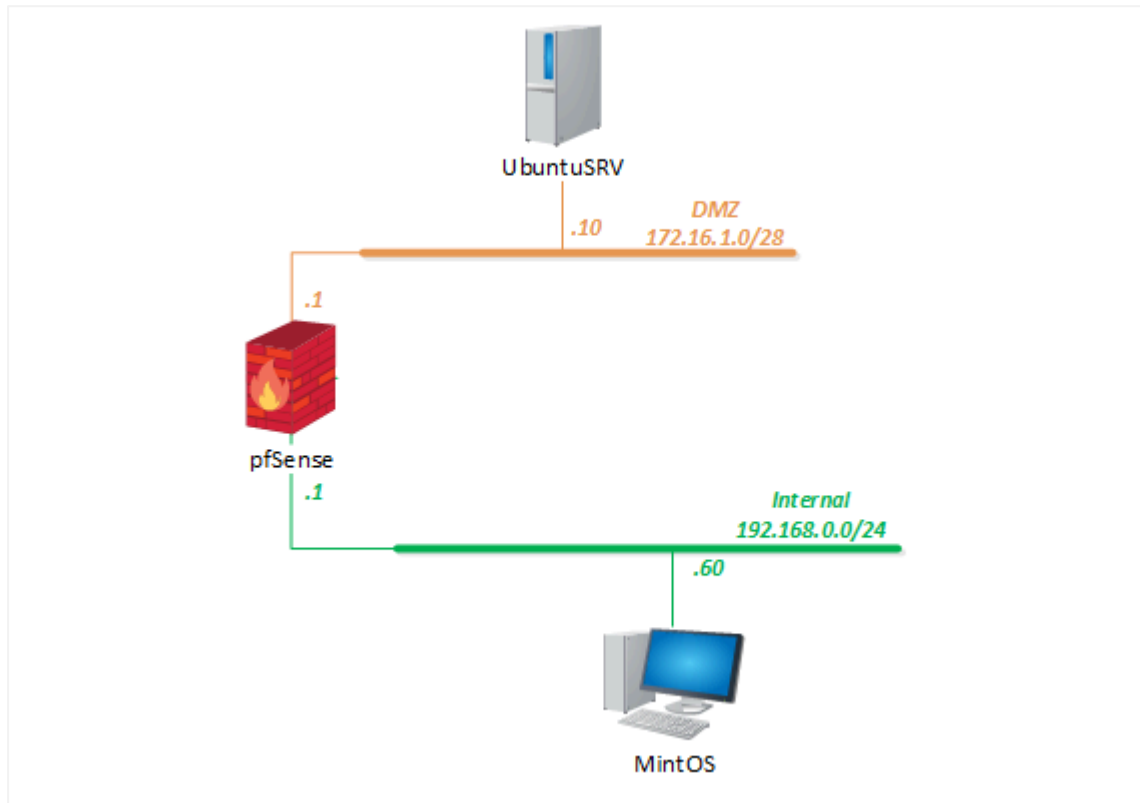 UbuntuSRV
.10
DMZ
172.16.1.0/28
.1
pfSense
.1
Internal
192.168.0.0/24
.60
MintOS